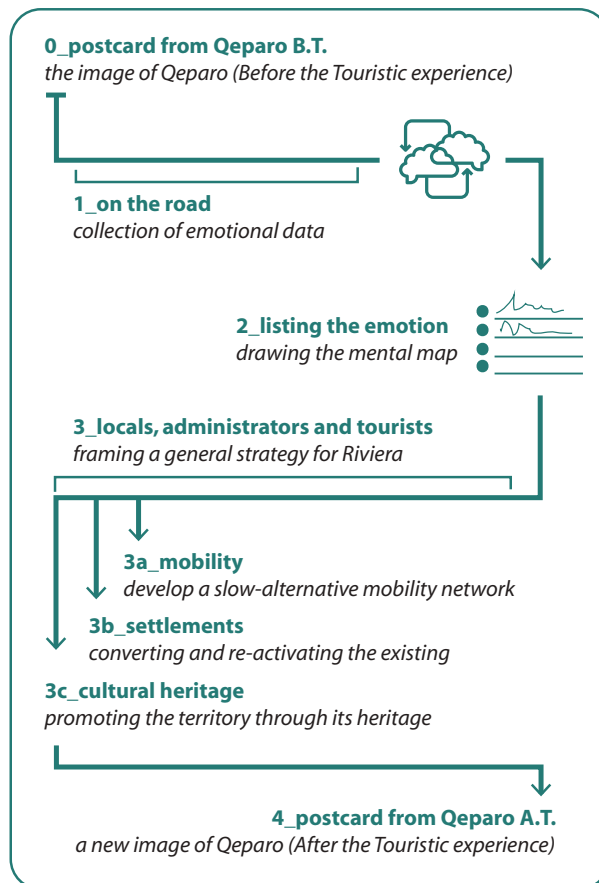 0_postcard from Qeparo B.T.
the image of Qeparo (Before the Touristic experience)
1_on the road
collection of emotional data
2_listing the emotion
drawing the mental map
3_locals, administrators and tourists
framing a general strategy for Riviera
3a_mobility
develop a slow-alternative mobility network
3b_settlements
converting and re-activating the existing
3c_cultural heritage
promoting the territory through its heritage
4_postcard from Qeparo A.T.
a new image of Qeparo (After the Touristic experience)